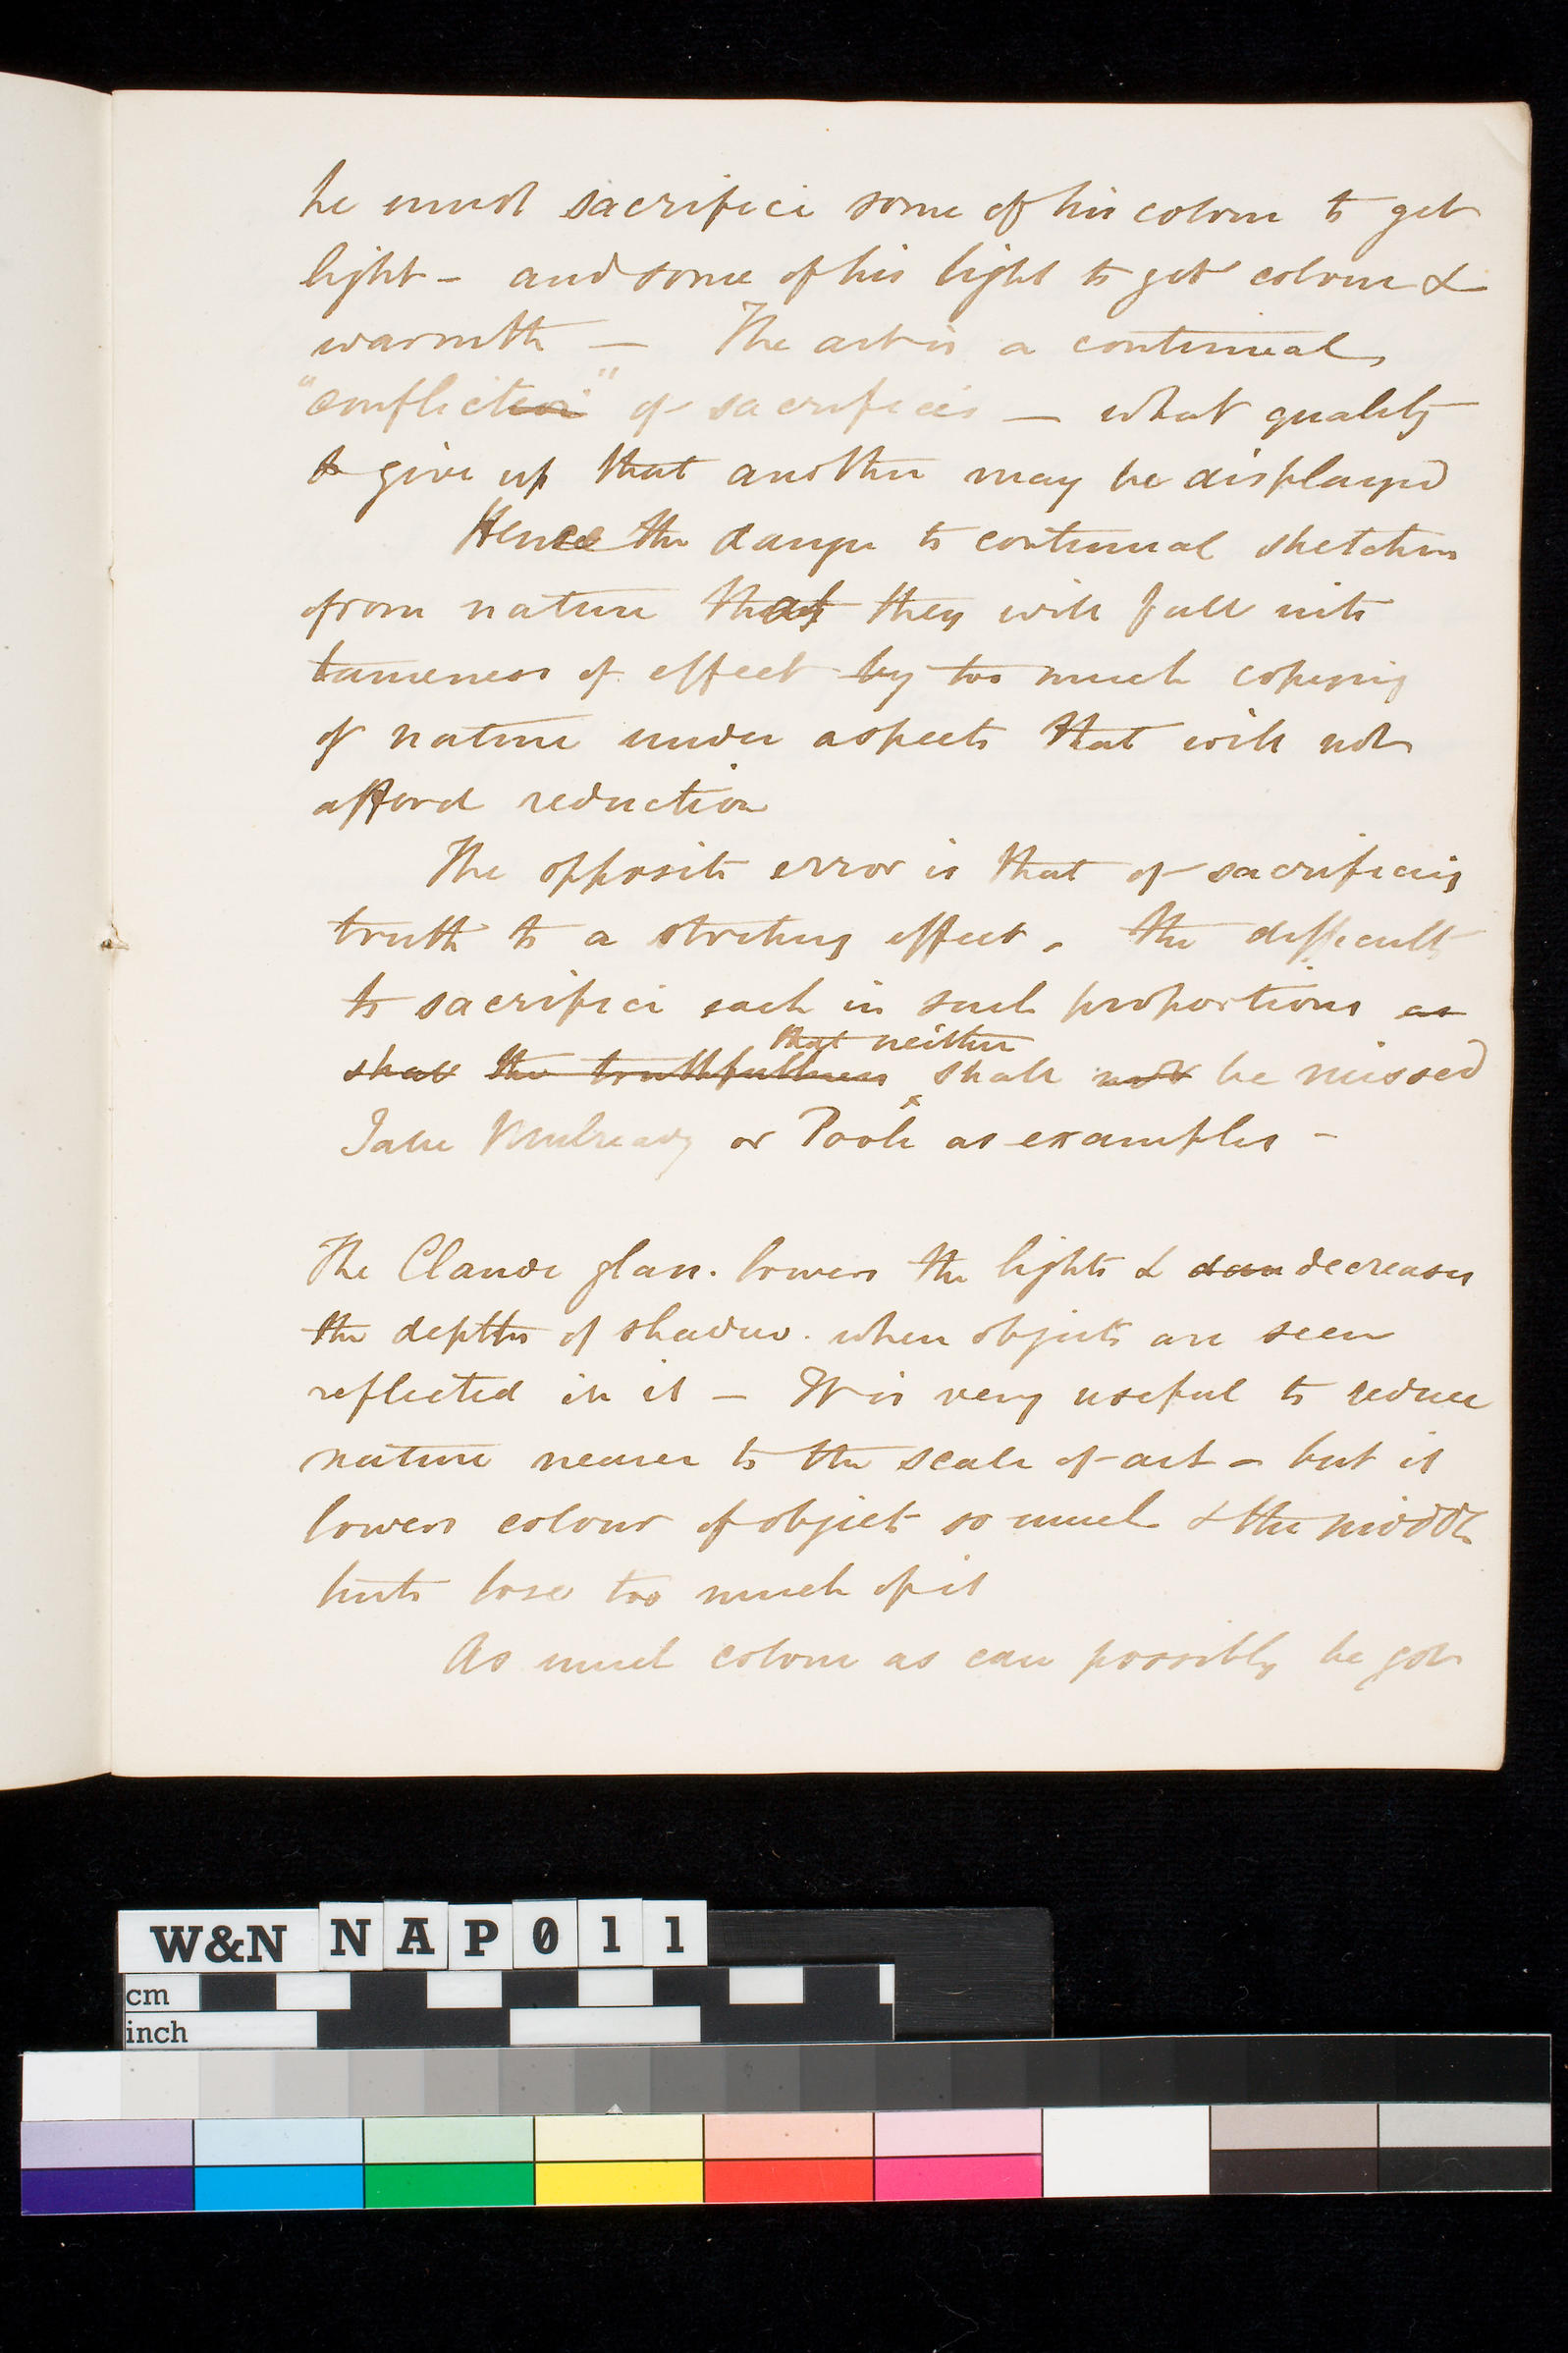 he must sacrifice some of his colour to get
light – and some of his light to get colour &
warmth — The art is a continual
"confliction" of sacrifices — what quality
to give up that another may be displayed
Hence the danger to continual sketchers
from nature that they will fall into
tameness of effect by too much copying
of nature under aspects that will not
afford reduction
The opposite error is that of sacrificing
truth to a striking effect. The difficulty
to sacrifice each in such proportions as
that neither
shall the truthfullness shall not be missed
Take Mulready or Poole as examples –
The Claude glass. lowers the lights & decreases
the depths of shadow. when objects are seen
reflected in it – It is very useful to reduce
nature nearer to the scale of art – but it
lowers colour of object so much & the middle
tints lose too much of it
As much colour as can possibly be got
W&N NAP011
cm
inch